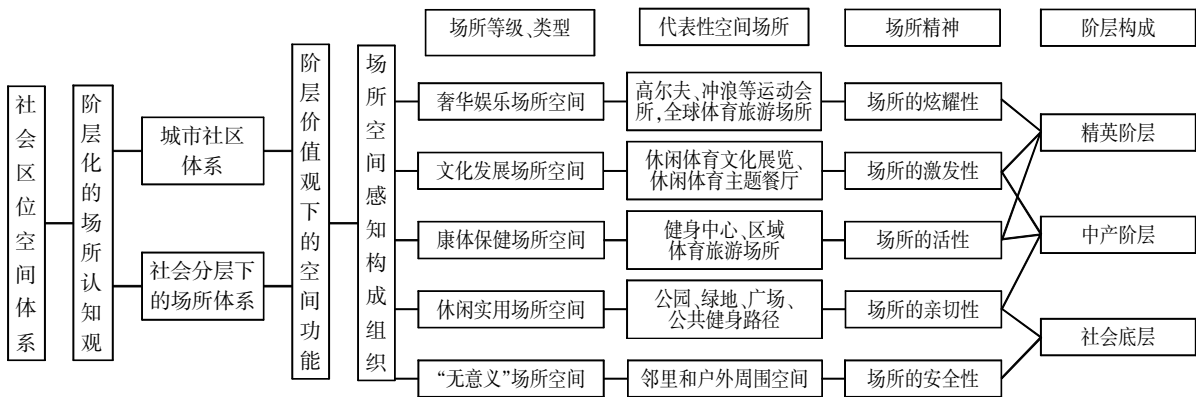 社会区位空间体系
阶层化的场所认知观
城市社区
体系
社会分层下
的场所体系
阶层价值观下的空间功能
场所空间感知构成组织
场所等级、类型
代表性空间场所
场所精神
阶层构成
奢华娱乐场所空间
高尔夫、冲浪等运动会
所,全球体育旅游场所
场所的炫耀性
文化发展场所空间
休闲体育文化展览、
休闲体育主题餐厅
场所的激发性
康体保健场所空间
健身中心、区域
体育旅游场所
场所的活性
休闲实用场所空间
公园、绿地、广场、
公共健身路径
场所的亲切性
“无意义”场所空间
邻里和户外周围空间
场所的安全性
精英阶层
中产阶层
社会底层